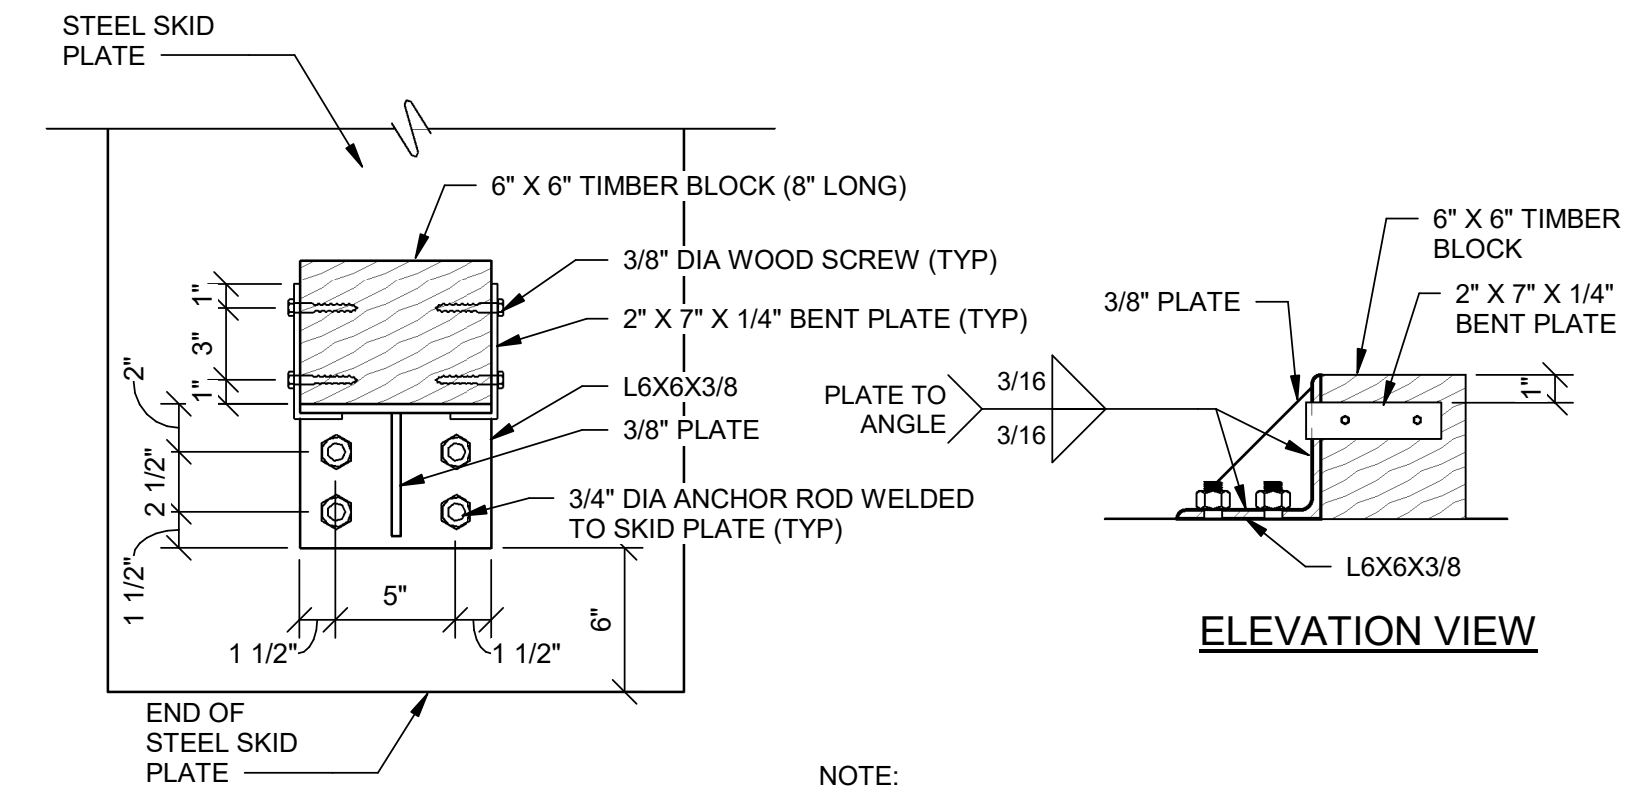 STEEL SKID
PLATE
6" X 6" TIMBER BLOCK (8" LONG)
3/8" DIA WOOD SCREW (TYP)
2" X 7" X 1/4" BENT PLATE (TYP)
L6X6X3/8
3/8" PLATE
3/4" DIA ANCHOR ROD WELDED
TO SKID PLATE (TYP)
1"
3"
1"
2"
2 1/2"
1 1/2"
5"
1 1/2"
1 1/2"
6"
END OF
STEEL SKID
PLATE
6" X 6" TIMBER
BLOCK
3/8" PLATE
2" X 7" X 1/4"
BENT PLATE
PLATE TO
ANGLE
3/16
3/16
1"
L6X6X3/8
ELEVATION VIEW
NOTE: